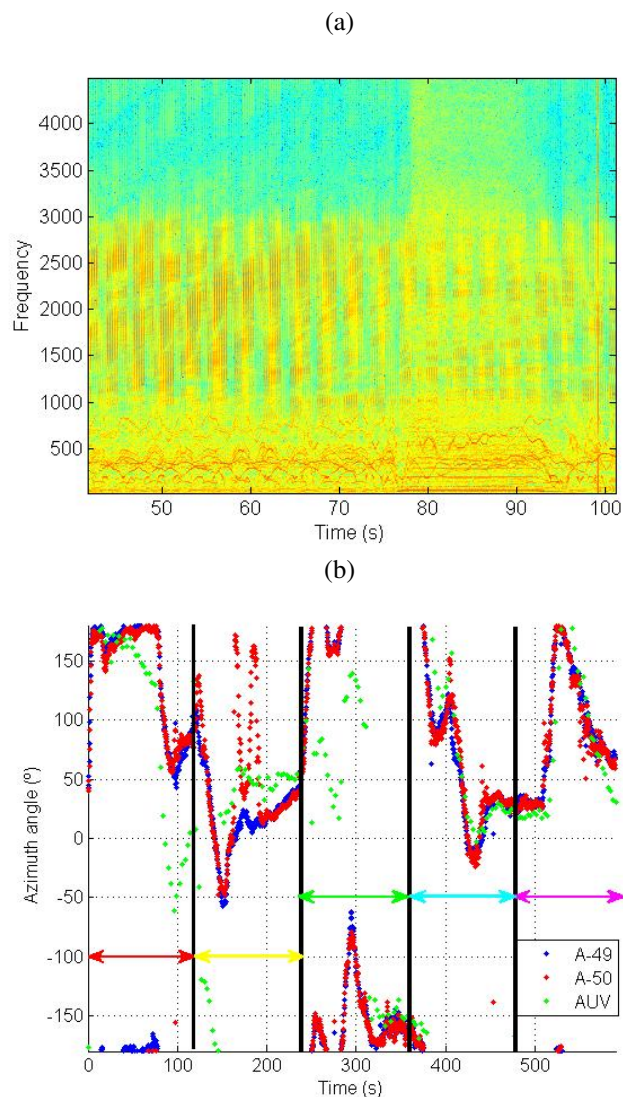 (a)
Frequency
4000
3500
3000
2500
2000
1500
1000
500
50 60 70 80 90 100
Time (s)
(b)
Azimuth angle (º)
150
100
50
0
-50
-100
-150
A-49
A-50
AUV
0 100 200 300 400 500
Time (s)